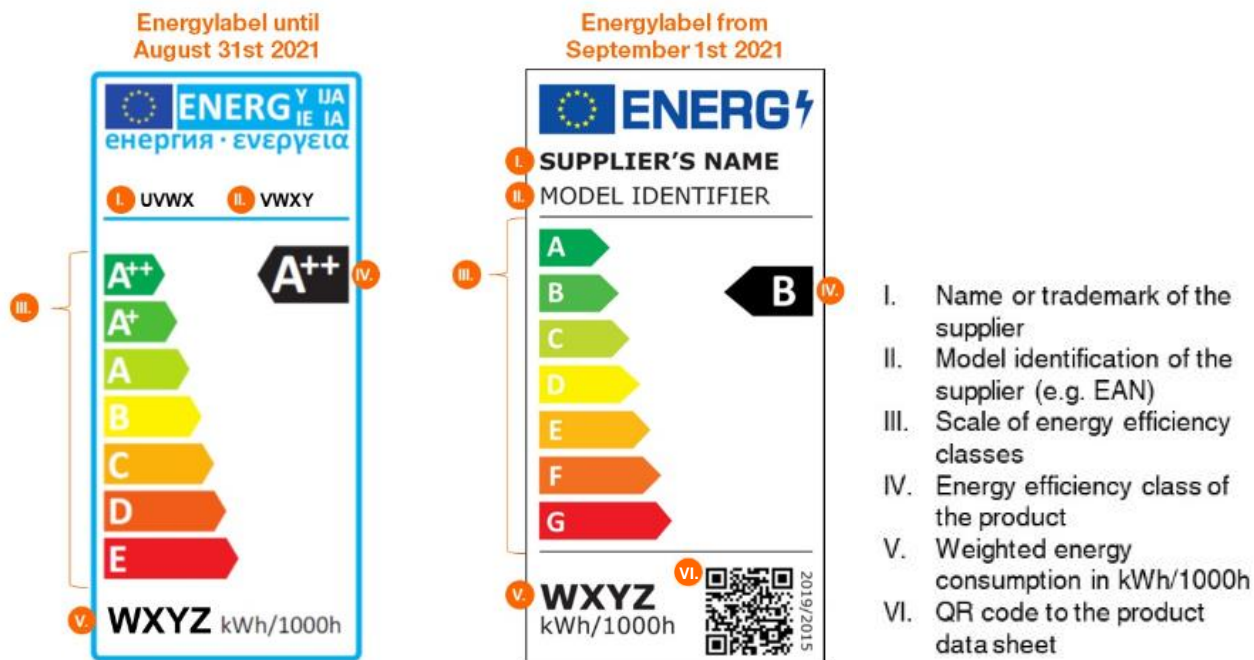 Energylabel until
August 31st 2021
ENERG Y IJA
IE IA
енергия · ενεργεια
I. UVWX II. VWXY
III.
A++
A+
A
B
C
D
E
A++ IV.
V. WXYZ kWh/1000h
Energylabel from
September 1st 2021
ENERG
I. SUPPLIER'S NAME
II. MODEL IDENTIFIER
III.
A
B
C
D
E
F
G
B IV.
V. WXYZ
kWh/1000h
VI.
2019/2015
I. Name or trademark of the
supplier
II. Model identification of the
supplier (e.g. EAN)
III. Scale of energy efficiency
classes
IV. Energy efficiency class of
the product
V. Weighted energy
consumption in kWh/1000h
VI. QR code to the product
data sheet